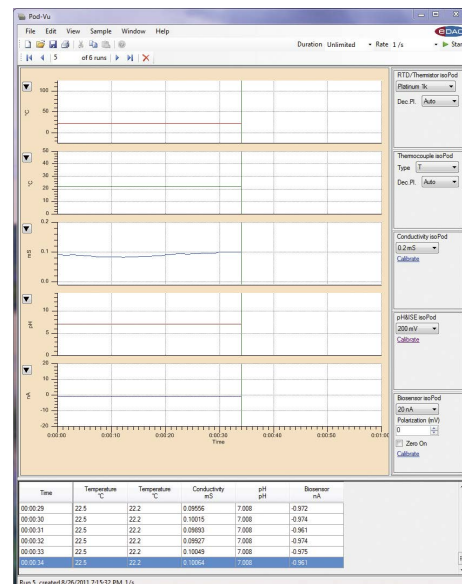 Pod-Vu
File Edit View Sample Window Help
eDAQ
Duration Unlimited Rate 1 /s Star
5 of 6 runs
RTD/Thermistor isoPod
Platinum 1k
Dec.Pl. Auto
100
50
0
°C
Thermocouple isoPod
Type T
Dec.Pl. Auto
50
40
30
20
10
0
°C
Conductivity isoPod
0.2 mS
Calibrate
0.2
0.1
0.0
mS
pH&ISE isoPod
200 mV
Calibrate
10
5
0
pH
Biosensor isoPod
20 nA
Polarization (mV)
0
Zero On
Calibrate
20
10
0
-10
-20
nA
0:00:00 0:00:10 0:00:20 0:00:30 0:00:40 0:00:50 0:01:00
Time
Time Temperature °C Temperature °C Conductivity mS pH pH Biosensor nA
00:00:29 22.5 22.2 0.09556 7.008 -0.972
00:00:30 22.5 22.2 0.10015 7.008 -0.974
00:00:31 22.5 22.2 0.09893 7.008 -0.961
00:00:32 22.5 22.2 0.09927 7.008 -0.974
00:00:33 22.5 22.2 0.10049 7.008 -0.975
00:00:34 22.5 22.2 0.10064 7.008 -0.961
Run 5, created 8/26/2011 7:15:32 PM, 1/s